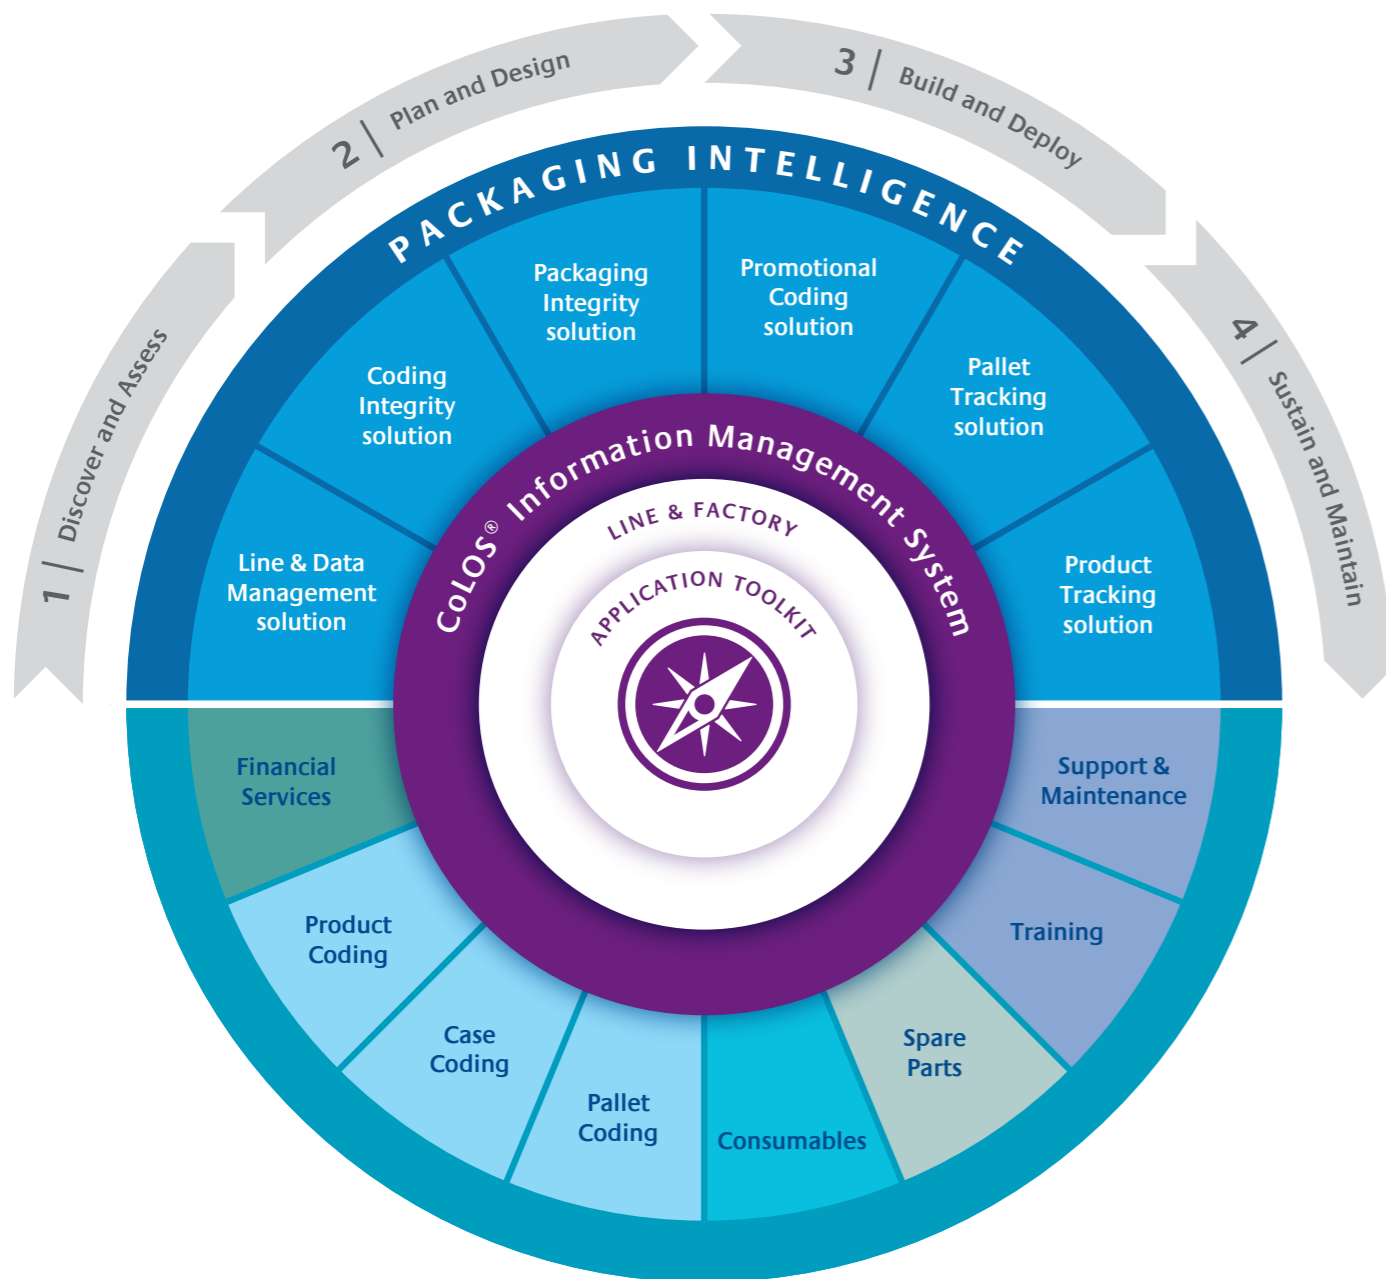 1 | Discover and Assess
2 | Plan and Design
3 | Build and Deploy
4 | Sustain and Maintain
PACKAGING INTELLIGENCE
Line & Data
Management
solution
Coding
Integrity
solution
Packaging
Integrity
solution
Promotional
Coding
solution
Pallet
Tracking
solution
Product
Tracking
solution
CoLOS® Information Management System
LINE & FACTORY
APPLICATION TOOLKIT
Financial
Services
Product
Coding
Case
Coding
Pallet
Coding
Consumables
Spare
Parts
Training
Support &
Maintenance